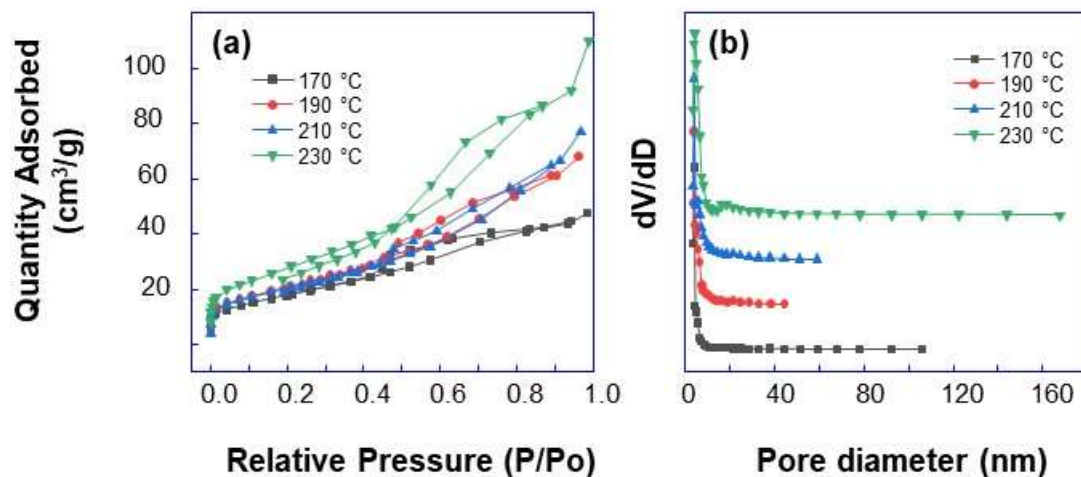 (a)
Quantity Adsorbed
(cm³/g)
100
80
60
40
20
170 °C
190 °C
210 °C
230 °C
0.0 0.2 0.4 0.6 0.8 1.0
Relative Pressure (P/Po)
(b)
dV/dD
170 °C
190 °C
210 °C
230 °C
0 40 80 120 160
Pore diameter (nm)